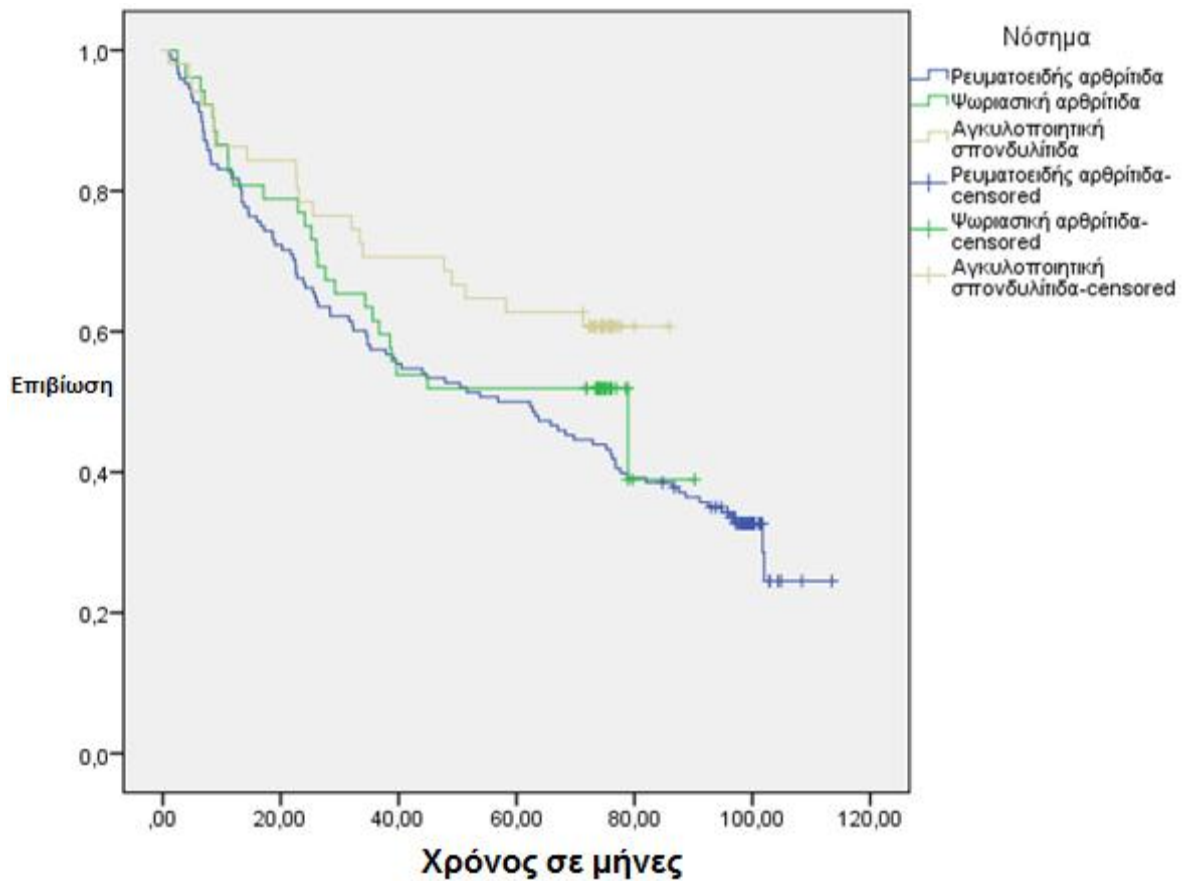 Νόσημα
Ρευματοειδής αρθρίτιδα
Ψωριασική αρθρίτιδα
Αγκυλοποιητική
σπονδυλίτιδα
Ρευματοειδής αρθρίτιδα-
censored
Ψωριασική αρθρίτιδα-
censored
Αγκυλοποιητική
σπονδυλίτιδα-censored
1,0
0,8
0,6
Επιβίωση
0,4
0,2
0,0
,00 20,00 40,00 60,00 80,00 100,00 120,00
Χρόνος σε μήνες